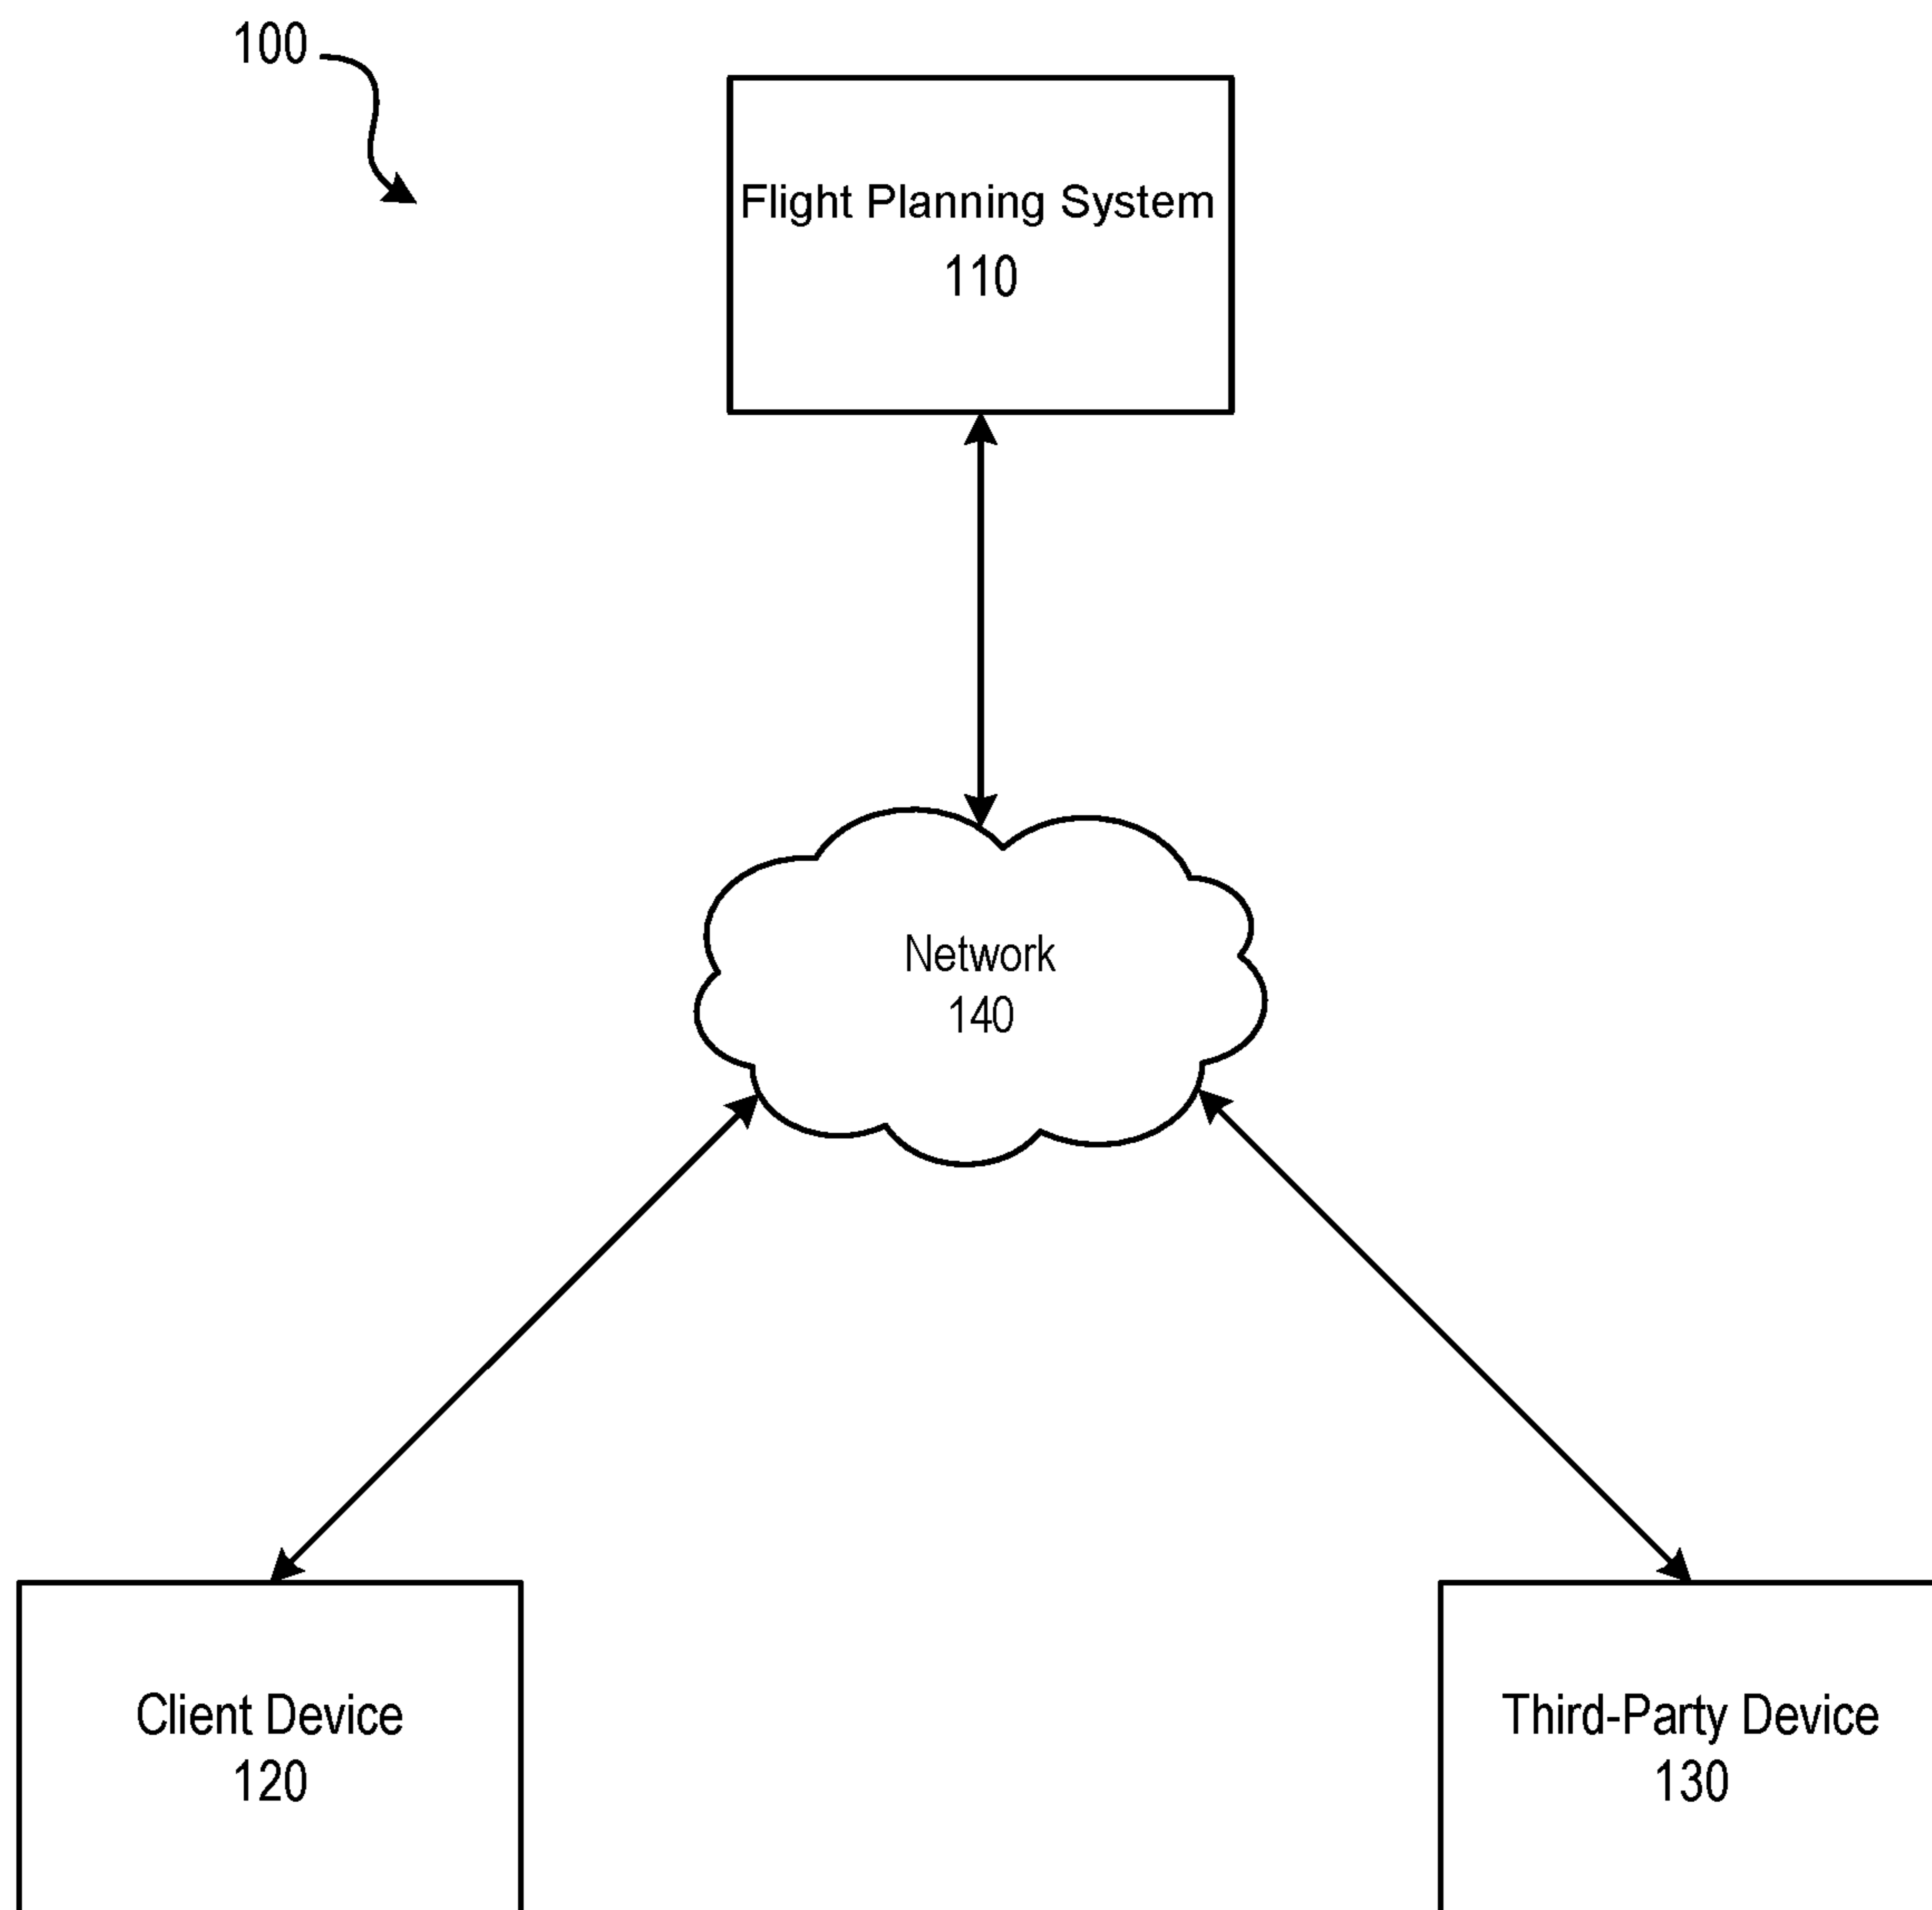 100
Flight Planning System
110
Network
140
Client Device
120
Third-Party Device
130